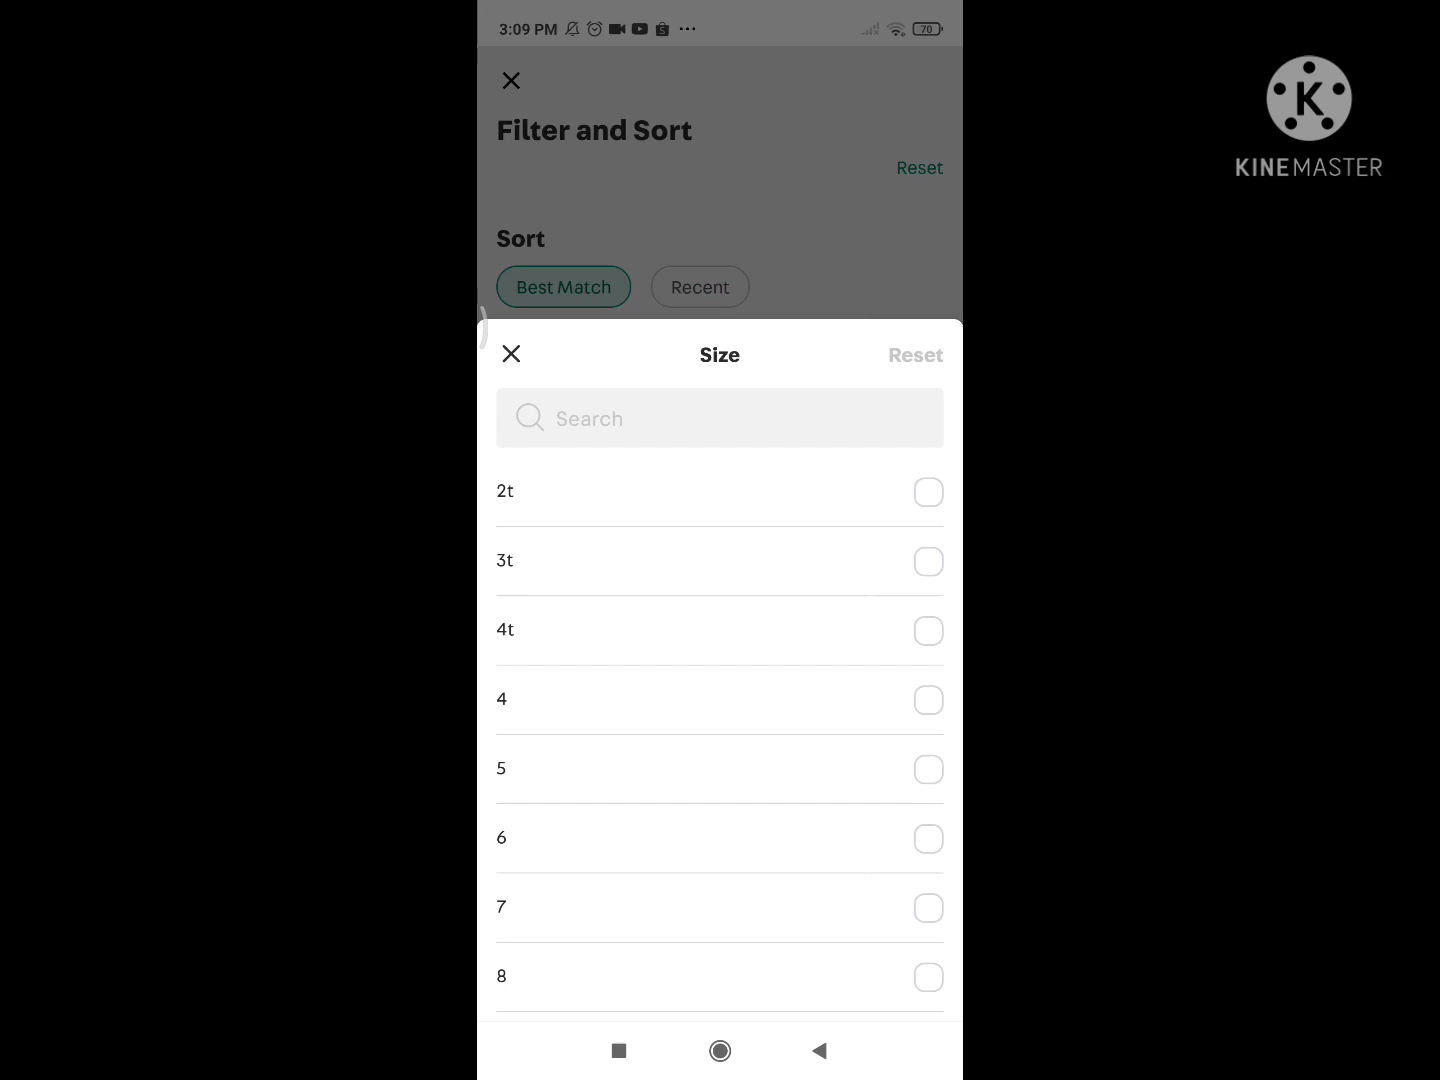 3:09 PM
70
K
KINEMASTER
Filter and Sort
Reset
Sort
Best Match
Recent
Size
Reset
Search
2t
3t
4t
4
5
6
7
8